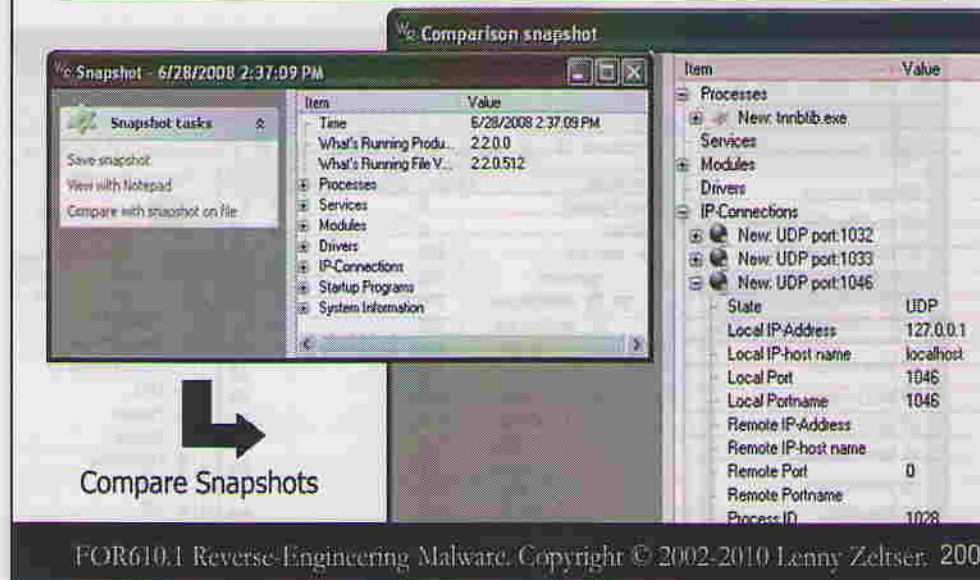 Comparison snapshot
Snapshot - 6/28/2008 2:37:09 PM
Snapshot tasks
Save snapshot
View with Notepad
Compare with snapshot on file
Item Value
Time 6/28/2008 2:37:09 PM
What's Running Produ... 2.2.0.0
What's Running File V... 2.2.0.512
Processes
Services
Modules
Drivers
IP-Connections
Startup Programs
System Information
Item Value
Processes
New: tnnbtib.exe
Services
Modules
Drivers
IP-Connections
New: UDP port:1032
New: UDP port:1033
New: UDP port:1046
State UDP
Local IP-Address 127.0.0.1
Local IP-host name localhost
Local Port 1046
Local Portname 1046
Remote IP-Address
Remote IP-host name
Remote Port 0
Remote Portname
Process ID 1028
Compare Snapshots
FOR610.1 Reverse-Engineering Malware. Copyright © 2002-2010 Lenny Zeltser. 200